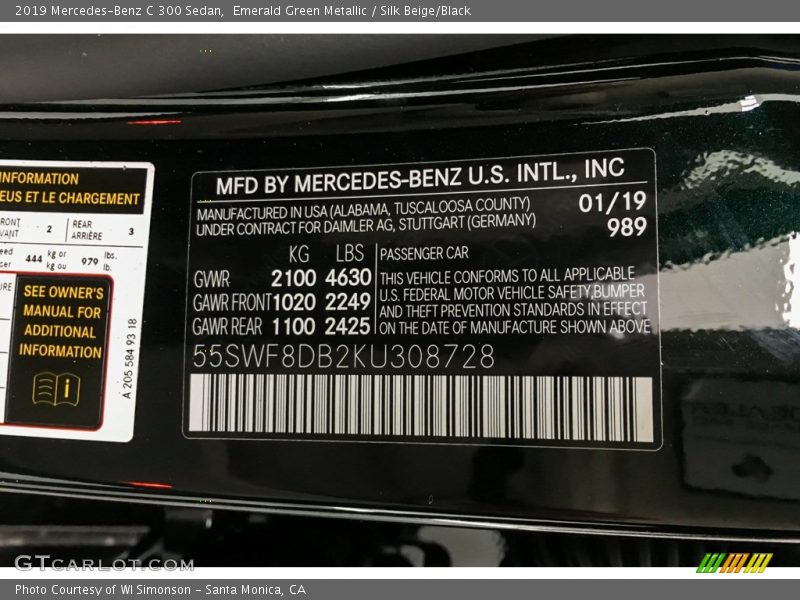 2019 Mercedes-Benz C 300 Sedan,  Emerald Green Metallic / Silk Beige/Black
INFORMATION
EUS ET LE CHARGEMENT
RONT
VANT 2
REAR
ARRIÈRE 3
444 kg or
kg ou 979 lbs.
lb.
SEE OWNER'S
MANUAL FOR
ADDITIONAL
INFORMATION
A 205 584 93 18
MFD BY MERCEDES-BENZ U.S. INTL., INC
MANUFACTURED IN USA (ALABAMA, TUSCALOOSA COUNTY) 01/19
UNDER CONTRACT FOR DAIMLER AG, STUTTGART (GERMANY) 989
KG LBS PASSENGER CAR
GWR 2100 4630 THIS VEHICLE CONFORMS TO ALL APPLICABLE
GAWR FRONT 1020 2249 U.S. FEDERAL MOTOR VEHICLE SAFETY,BUMPER
GAWR REAR 1100 2425 AND THEFT PREVENTION STANDARDS IN EFFECT
ON THE DATE OF MANUFACTURE SHOWN ABOVE
55SWF8DB2KU308728
GTCARLOT.COM
Photo Courtesy of WI Simonson - Santa Monica, CA